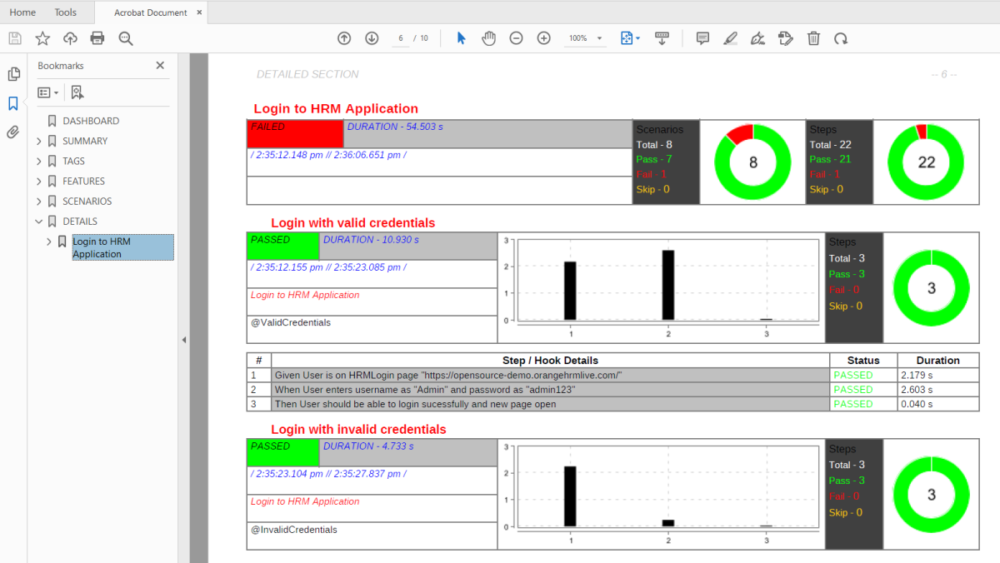 Home Tools Acrobat Document ×
6 / 10 100%
Bookmarks
DASHBOARD
SUMMARY
TAGS
FEATURES
SCENARIOS
DETAILS
Login to HRM
Application
DETAILED SECTION -- 6 --
Login to HRM Application
FAILED DURATION - 54.503 s
/ 2:35:12.148 pm // 2:36:06.651 pm /
Scenarios
Total - 8
Pass - 7
Fail - 1
Skip - 0
8
Steps
Total - 22
Pass - 21
Fail - 1
Skip - 0
22
Login with valid credentials
PASSED DURATION - 10.930 s
/ 2:35:12.155 pm // 2:35:23.085 pm /
Login to HRM Application
@ValidCredentials
3
2
1
0
1 2 3
Steps
Total - 3
Pass - 3
Fail - 0
Skip - 0
3
# Step / Hook Details Status Duration
1 Given User is on HRMLogin page "https://opensource-demo.orangehrmlive.com/" PASSED 2.179 s
2 When User enters username as "Admin" and password as "admin123" PASSED 2.603 s
3 Then User should be able to login sucessfully and new page open PASSED 0.040 s
Login with invalid credentials
PASSED DURATION - 4.733 s
/ 2:35:23.104 pm // 2:35:27.837 pm /
Login to HRM Application
@InvalidCredentials
3
2
1
0
1 2 3
Steps
Total - 3
Pass - 3
Fail - 0
Skip - 0
3